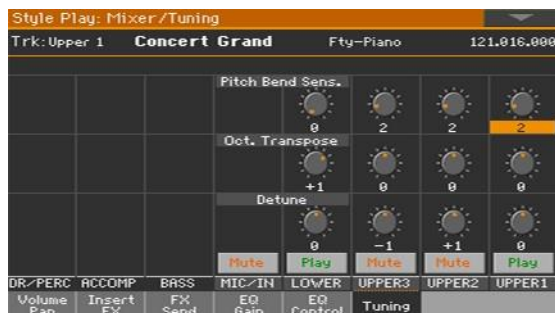 Style Play: Mixer/Tuning
Trk:Upper 1 Concert Grand Fty-Piano 121.016.000
Pitch Bend Sens.
0 2 2 2
Oct. Transpose
+1 0 0 0
Detune
0 -1 +1 0
Mute Play Mute Mute Play
DR/PERC ACCOMP BASS MIC/IN LOWER UPPER3 UPPER2 UPPER1
Volume Insert FX EQ EQ Tuning
Pan FX Send Gain Control